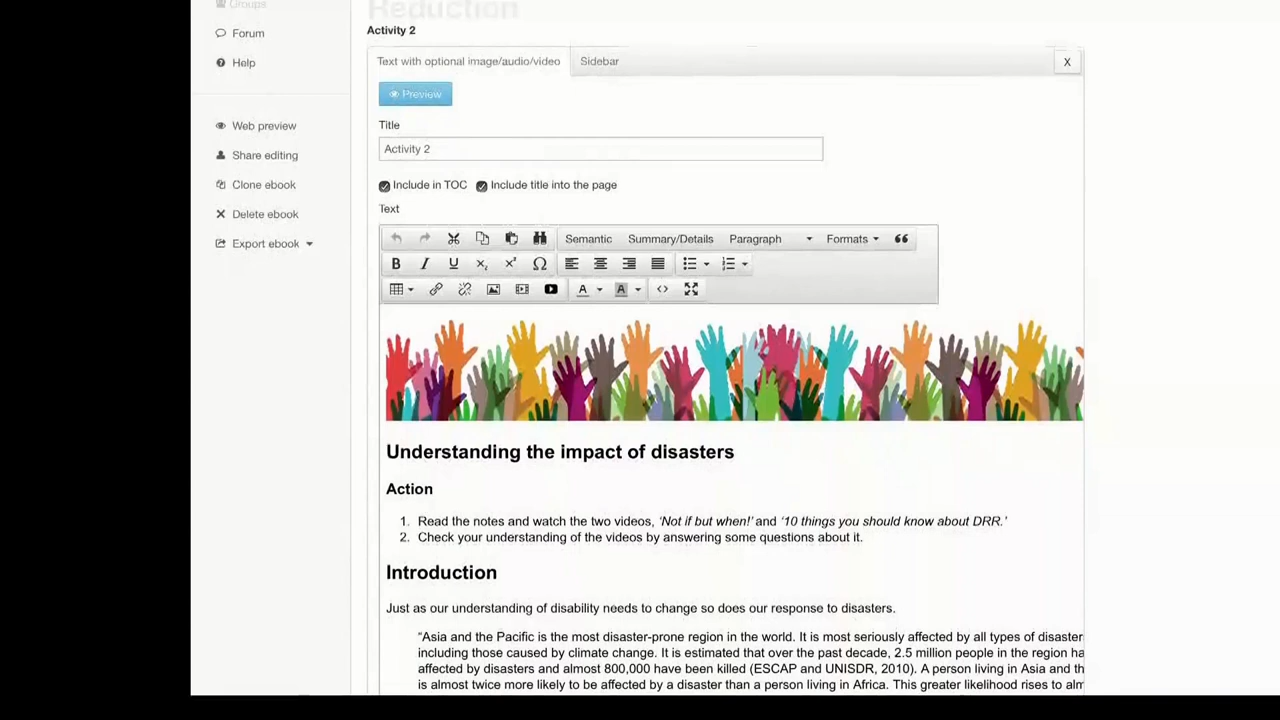 Groups
Reduction
Forum
Activity 2
Help
Text with optional image/audio/video
Sidebar
X
Preview
Title
Web preview
Activity 2
Share editing
Include in TOC
Include title into the page
Clone ebook
Text
Delete ebook
Semantic
Summary/Details
Paragraph
Formats
Export ebook
B I U x₂ x² Ω
A A
Understanding the impact of disasters
Action
1. Read the notes and watch the two videos, ‘Not if but when!’ and ‘10 things you should know about DRR.’
2. Check your understanding of the videos by answering some questions about it.
Introduction
Just as our understanding of disability needs to change so does our response to disasters.
“Asia and the Pacific is the most disaster-prone region in the world. It is most seriously affected by all types of disaster
including those caused by climate change. It is estimated that over the past decade, 2.5 million people in the region ha
affected by disasters and almost 800,000 have been killed (ESCAP and UNISDR, 2010). A person living in Asia and th
is almost twice more likely to be affected by a disaster than a person living in Africa. This greater likelihood rises to alm